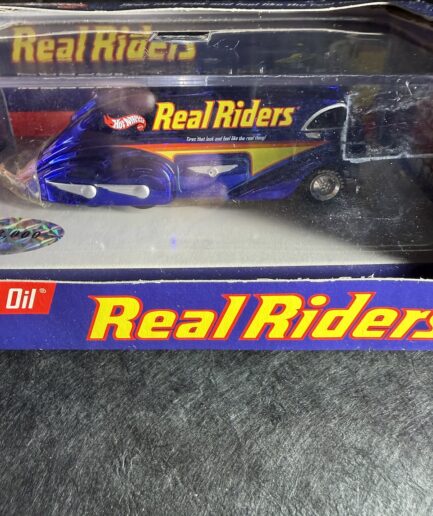 Real Riders
Hot Wheels
Real Riders
Tires that look and feel like the real thing!
Oil
Real Riders